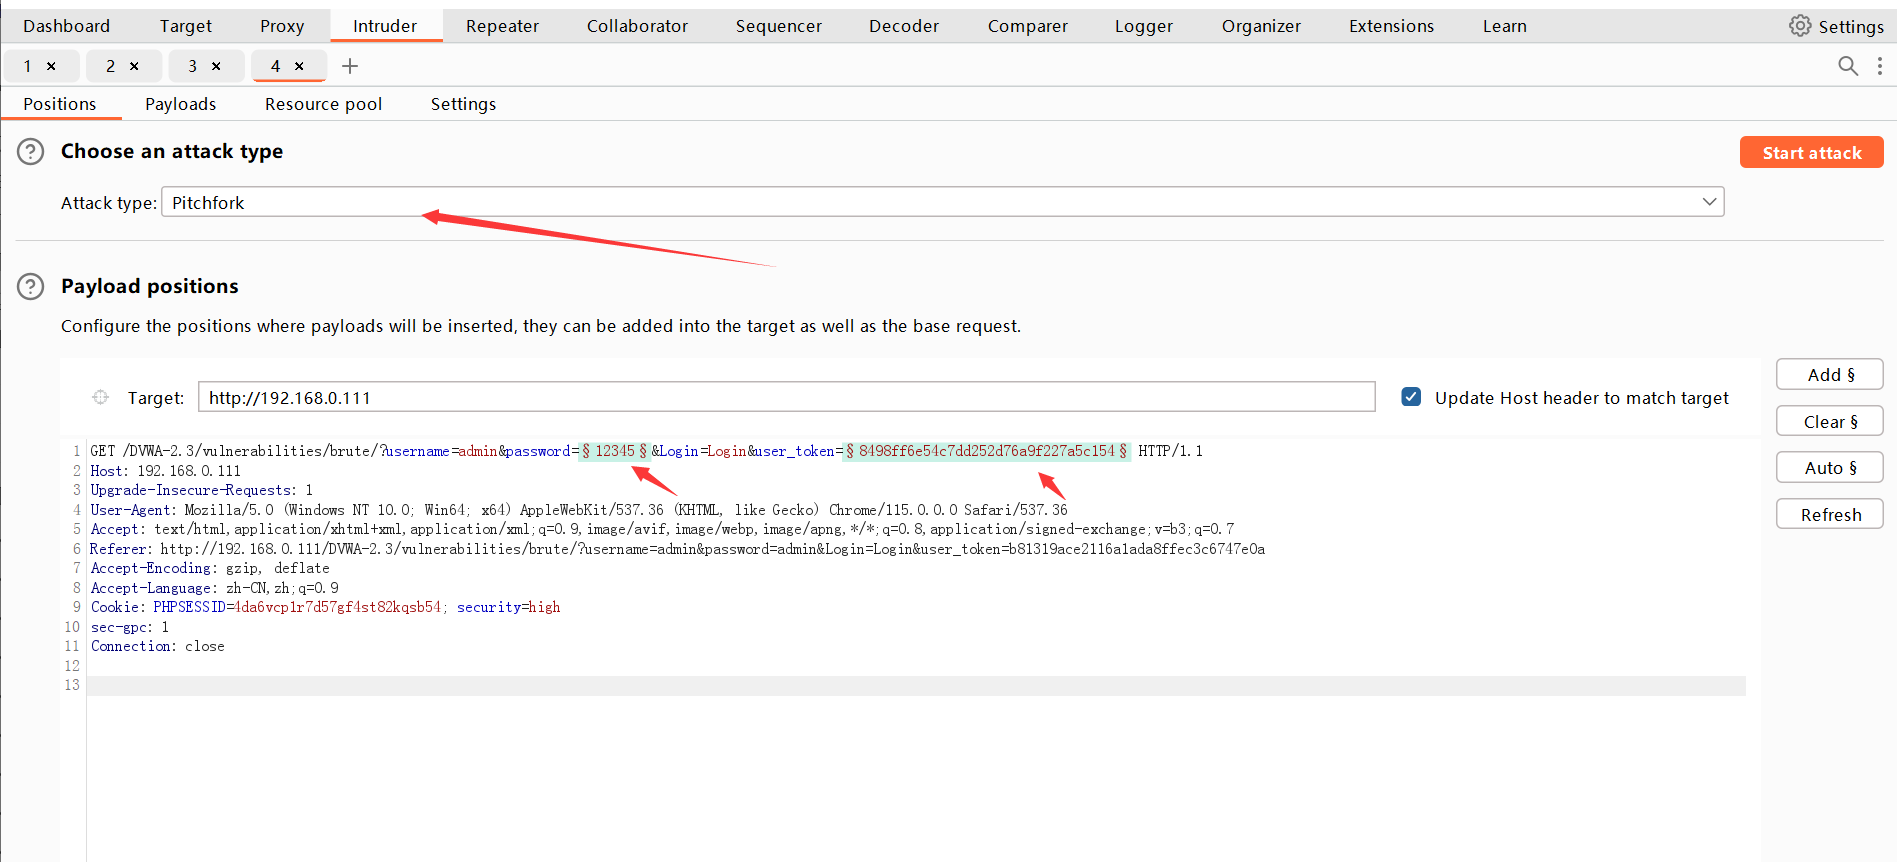 Dashboard Target Proxy Intruder Repeater Collaborator Sequencer Decoder Comparer Logger Organizer Extensions Learn Settings
1 × 2 × 3 × 4 × +
Positions Payloads Resource pool Settings
? Choose an attack type
Start attack
Attack type: Pitchfork
? Payload positions
Configure the positions where payloads will be inserted, they can be added into the target as well as the base request.
Add §
Target: http://192.168.0.111
Update Host header to match target
Clear §
Auto §
Refresh
1 GET /DVWA-2.3/vulnerabilities/brute/?username=admin&password=§12345§&Login=Login&user_token=§8498ff6e54c7dd252d76a9f227a5c154§ HTTP/1.1
2 Host: 192.168.0.111
3 Upgrade-Insecure-Requests: 1
4 User-Agent: Mozilla/5.0 (Windows NT 10.0; Win64; x64) AppleWebKit/537.36 (KHTML, like Gecko) Chrome/115.0.0.0 Safari/537.36
5 Accept: text/html,application/xhtml+xml,application/xml;q=0.9,image/avif,image/webp,image/apng,*/*;q=0.8,application/signed-exchange;v=b3;q=0.7
6 Referer: http://192.168.0.111/DVWA-2.3/vulnerabilities/brute/?username=admin&password=admin&Login=Login&user_token=b81319ace2116a1ada8ffec3c6747e0a
7 Accept-Encoding: gzip, deflate
8 Accept-Language: zh-CN,zh;q=0.9
9 Cookie: PHPSESSID=4da6vcp1r7d57gf4st82kqsb54; security=high
10 sec-gpc: 1
11 Connection: close
12
13